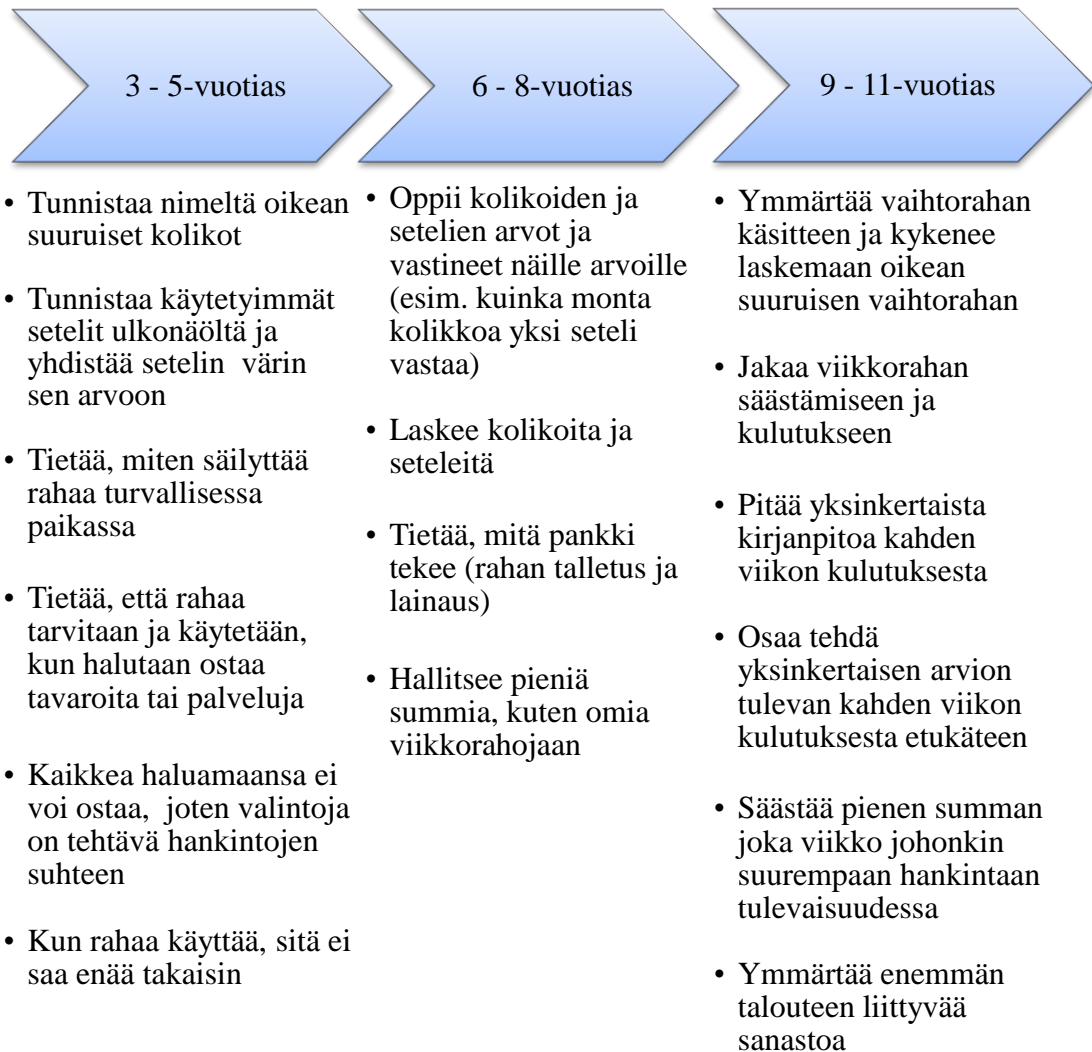 3 - 5-vuotias
6 - 8-vuotias
9 - 11-vuotias
• Tunnistaa nimeltä oikean
suuruiset kolikot
• Tunnistaa käytetyimmät
setelit ulkonäöltä ja
yhdistää setelin  värin
sen arvoon
• Tietää, miten säilyttää
rahaa turvallisessa
paikassa
• Tietää, että rahaa
tarvitaan ja käytetään,
kun halutaan ostaa
tavaroita tai palveluja
• Kaikkea haluamaansa ei
voi ostaa,  joten valintoja
on tehtävä hankintojen
suhteen
• Kun rahaa käyttää, sitä ei
saa enää takaisin
• Oppii kolikoiden ja
setelien arvot ja
vastineet näille arvoille
(esim. kuinka monta
kolikkoa yksi seteli
vastaa)
• Laskee kolikoita ja
seteleitä
• Tietää, mitä pankki
tekee (rahan talletus ja
lainaus)
• Hallitsee pieniä
summia, kuten omia
viikkorahojaan
• Ymmärtää vaihtorahan
käsitteen ja kykenee
laskemaan oikean
suuruisen vaihtorahan
• Jakaa viikkorahan
säästämiseen ja
kulutukseen
• Pitää yksinkertaista
kirjanpitoa kahden
viikon kulutuksesta
• Osaa tehdä
yksinkertaisen arvion
tulevan kahden viikon
kulutuksesta etukäteen
• Säästää pienen summan
joka viikko johonkin
suurempaan hankintaan
tulevaisuudessa
• Ymmärtää enemmän
talouteen liittyvää
sanastoa